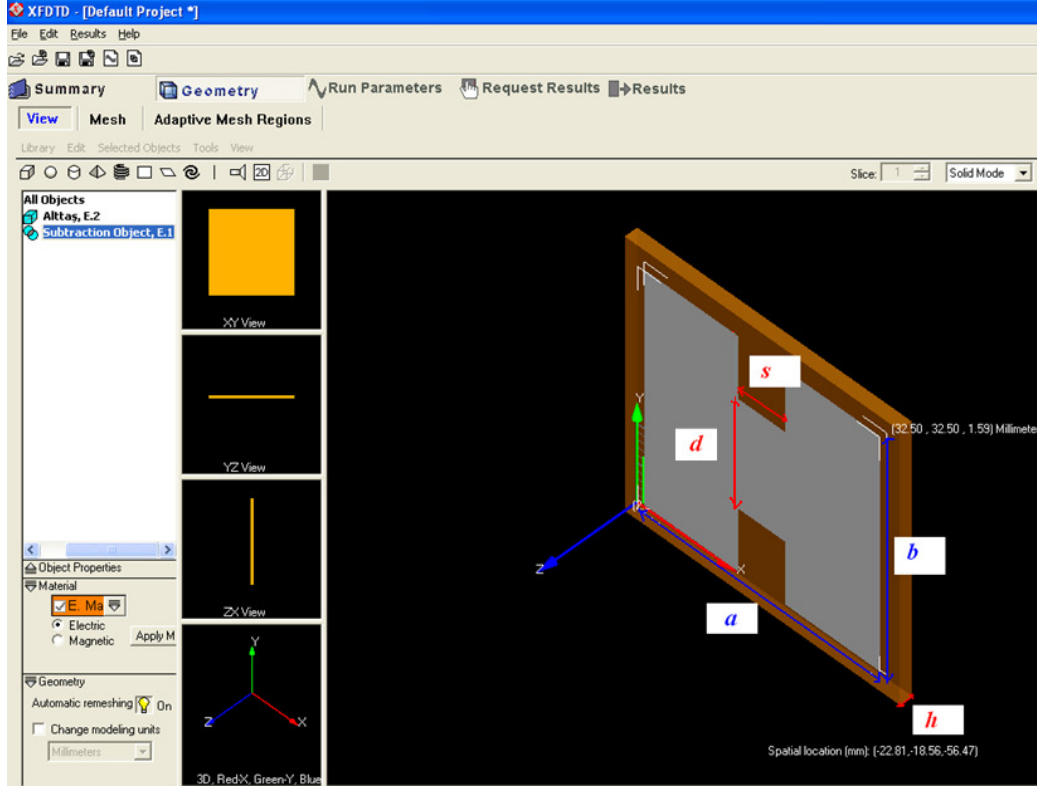 XFDTD - [Default Project *]
File Edit Results Help
Summary Geometry Run Parameters Request Results Results
View Mesh Adaptive Mesh Regions
Library Edit Selected Objects Tools View
2D Slice: 1 Solid Mode
All Objects
Alttaş, E.2
Subtraction Object, E.1
XY View
YZ View
ZX View
Y
Z
X
3D, Red-X, Green-Y, Blue
Object Properties
Material
E. Ma
Electric
Magnetic Apply M
Geometry
Automatic remeshing On
Change modeling units
Millimeters
s
Y
(32.50 , 32.50 , 1.59) Millimete
d
b
Z
X
a
h
Spatial location (mm): (-22.81,-18.56,-56.47)